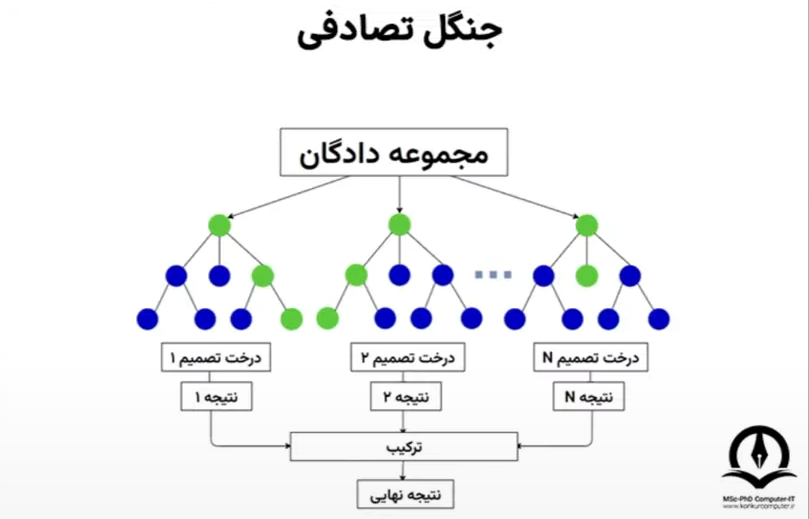 جنگل تصادفی
مجموعه دادگان
درخت تصمیم ۱
درخت تصمیم ۲
درخت تصمیم N
نتیجه ۱
نتیجه ۲
نتیجه N
ترکیب
نتیجه نهایی
MSc-PhD Computer-IT
www.konkurcomputer.ir